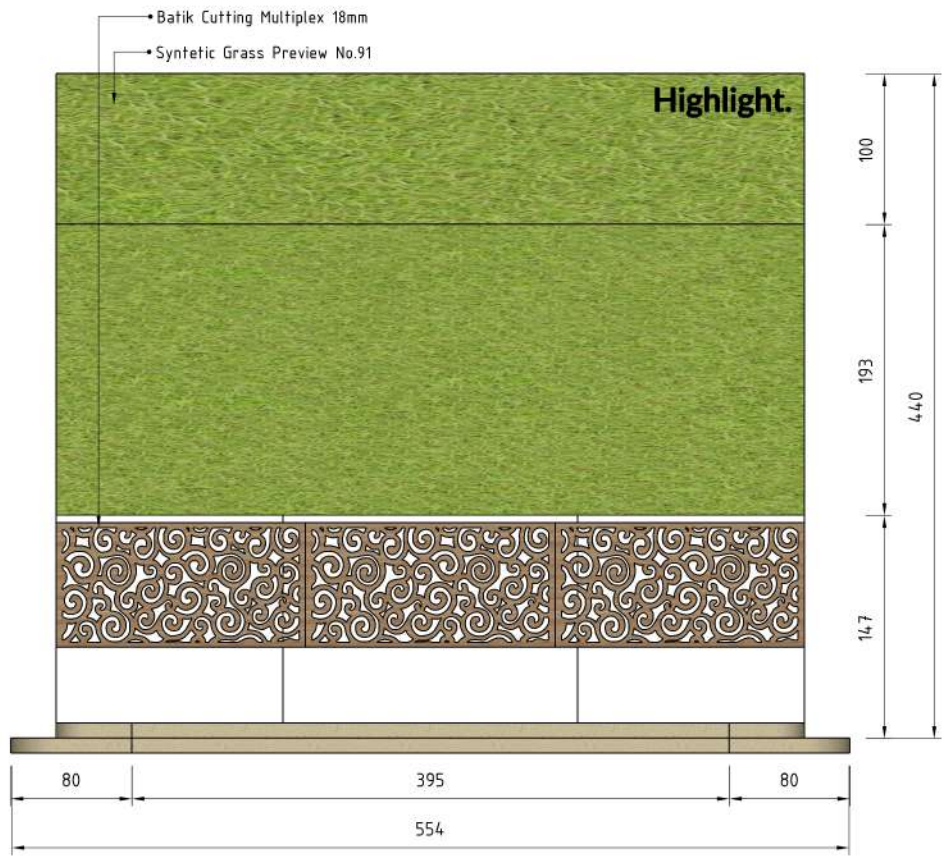 Batik Cutting Multiplex 18mm
Syntetic Grass Preview No.91
Highlight.
100
193
440
147
80
395
80
554